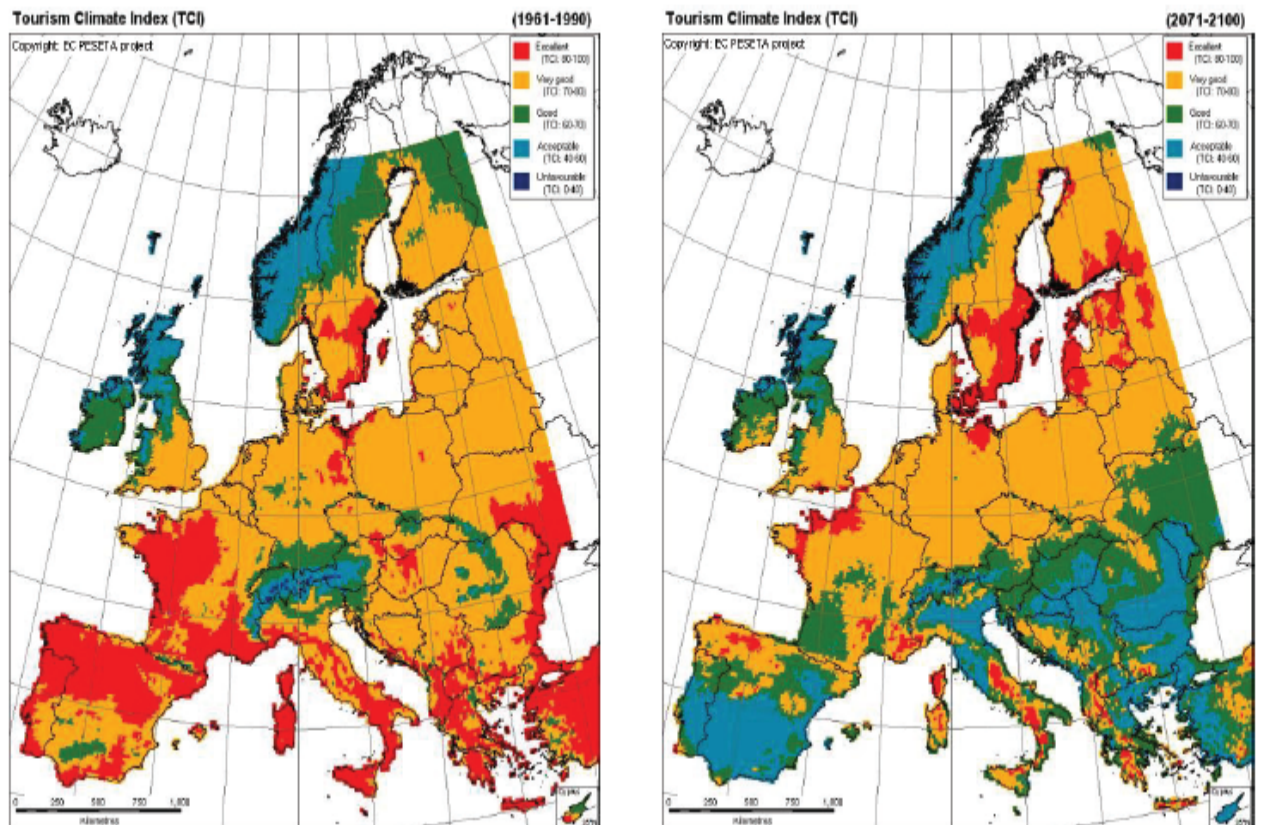 Tourism Climate Index (TCI) (1961-1990)
Copyright: EC PESETA project
Excellent
(TCI: 80-100)
Very good
(TCI: 70-80)
Good
(TCI: 60-70)
Acceptable
(TCI: 40-60)
Unfavourable
(TCI: 0-40)
0 250 500 750 1,000
Kilometres
Cyprus
Tourism Climate Index (TCI) (2071-2100)
Copyright: EC PESETA project
Excellent
(TCI: 80-100)
Very good
(TCI: 70-80)
Good
(TCI: 60-70)
Acceptable
(TCI: 40-60)
Unfavourable
(TCI: 0-40)
0 250 500 750 1,000
Kilometres
Cyprus